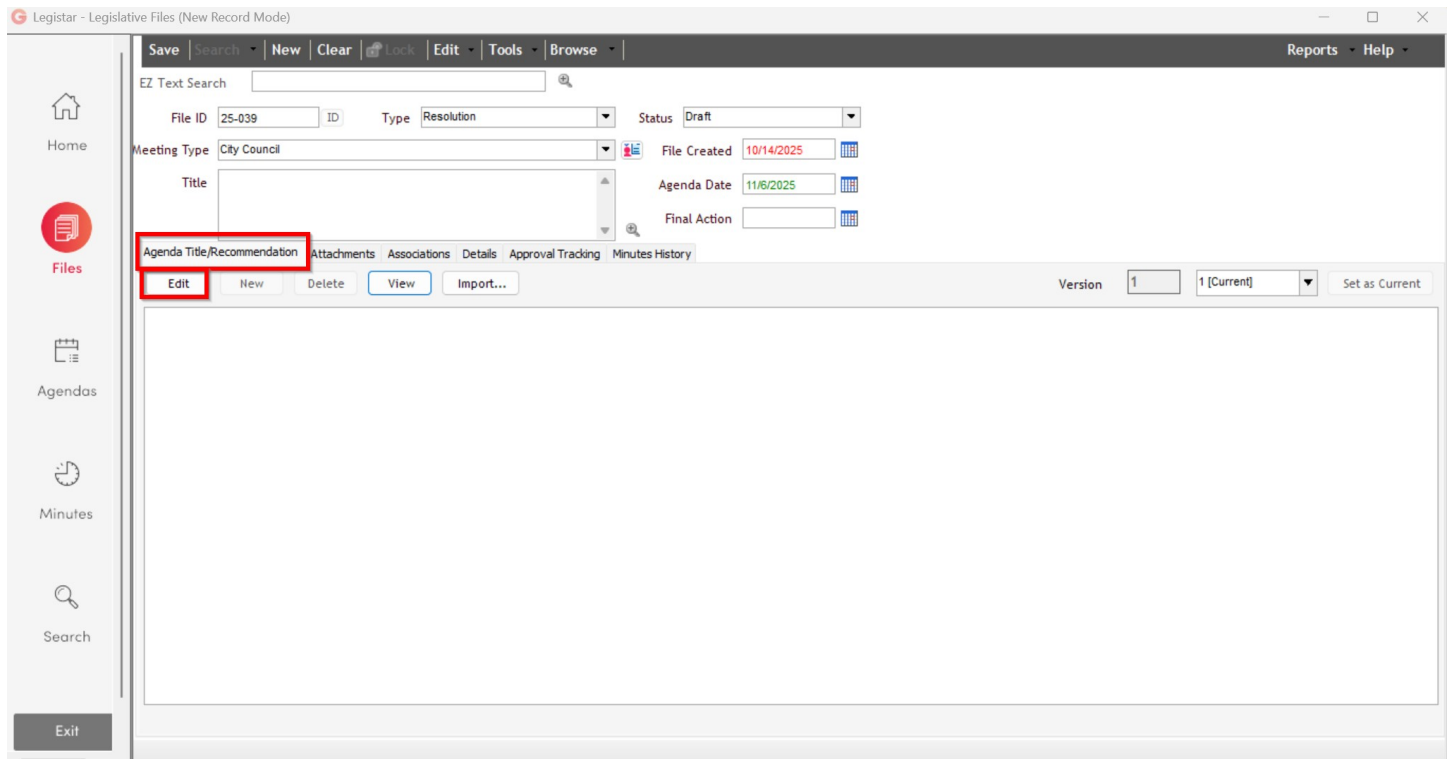 G Legistar - Legislative Files (New Record Mode)
Save Search New Clear Lock Edit Tools Browse Reports Help
EZ Text Search
File ID 25-039 ID Type Resolution Status Draft
Meeting Type City Council File Created 10/14/2025
Title Agenda Date 11/6/2025
Final Action
Agenda Title/Recommendation Attachments Associations Details Approval Tracking Minutes History
Edit New Delete View Import... Version 1 1 [Current] Set as Current
Home
Files
Agendas
Minutes
Search
Exit